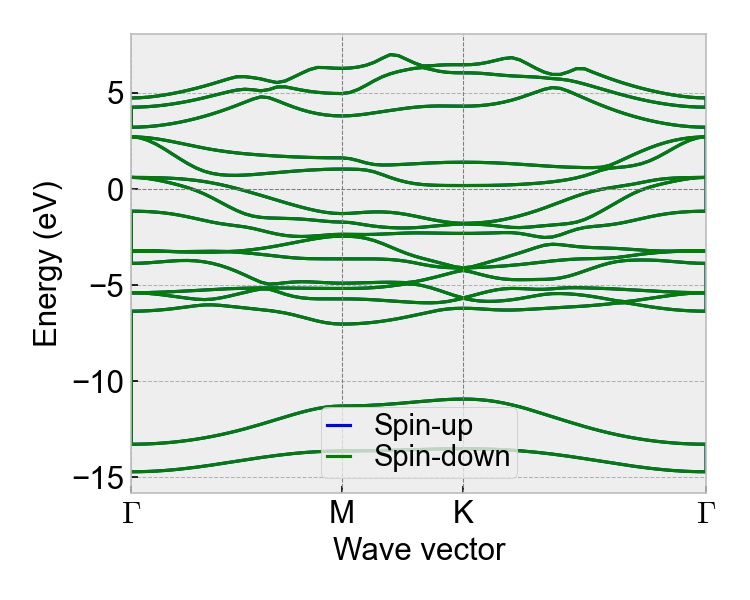 5
0
−5
−10
−15
Energy (eV)
Spin-up
Spin-down
Γ M K Γ
Wave vector